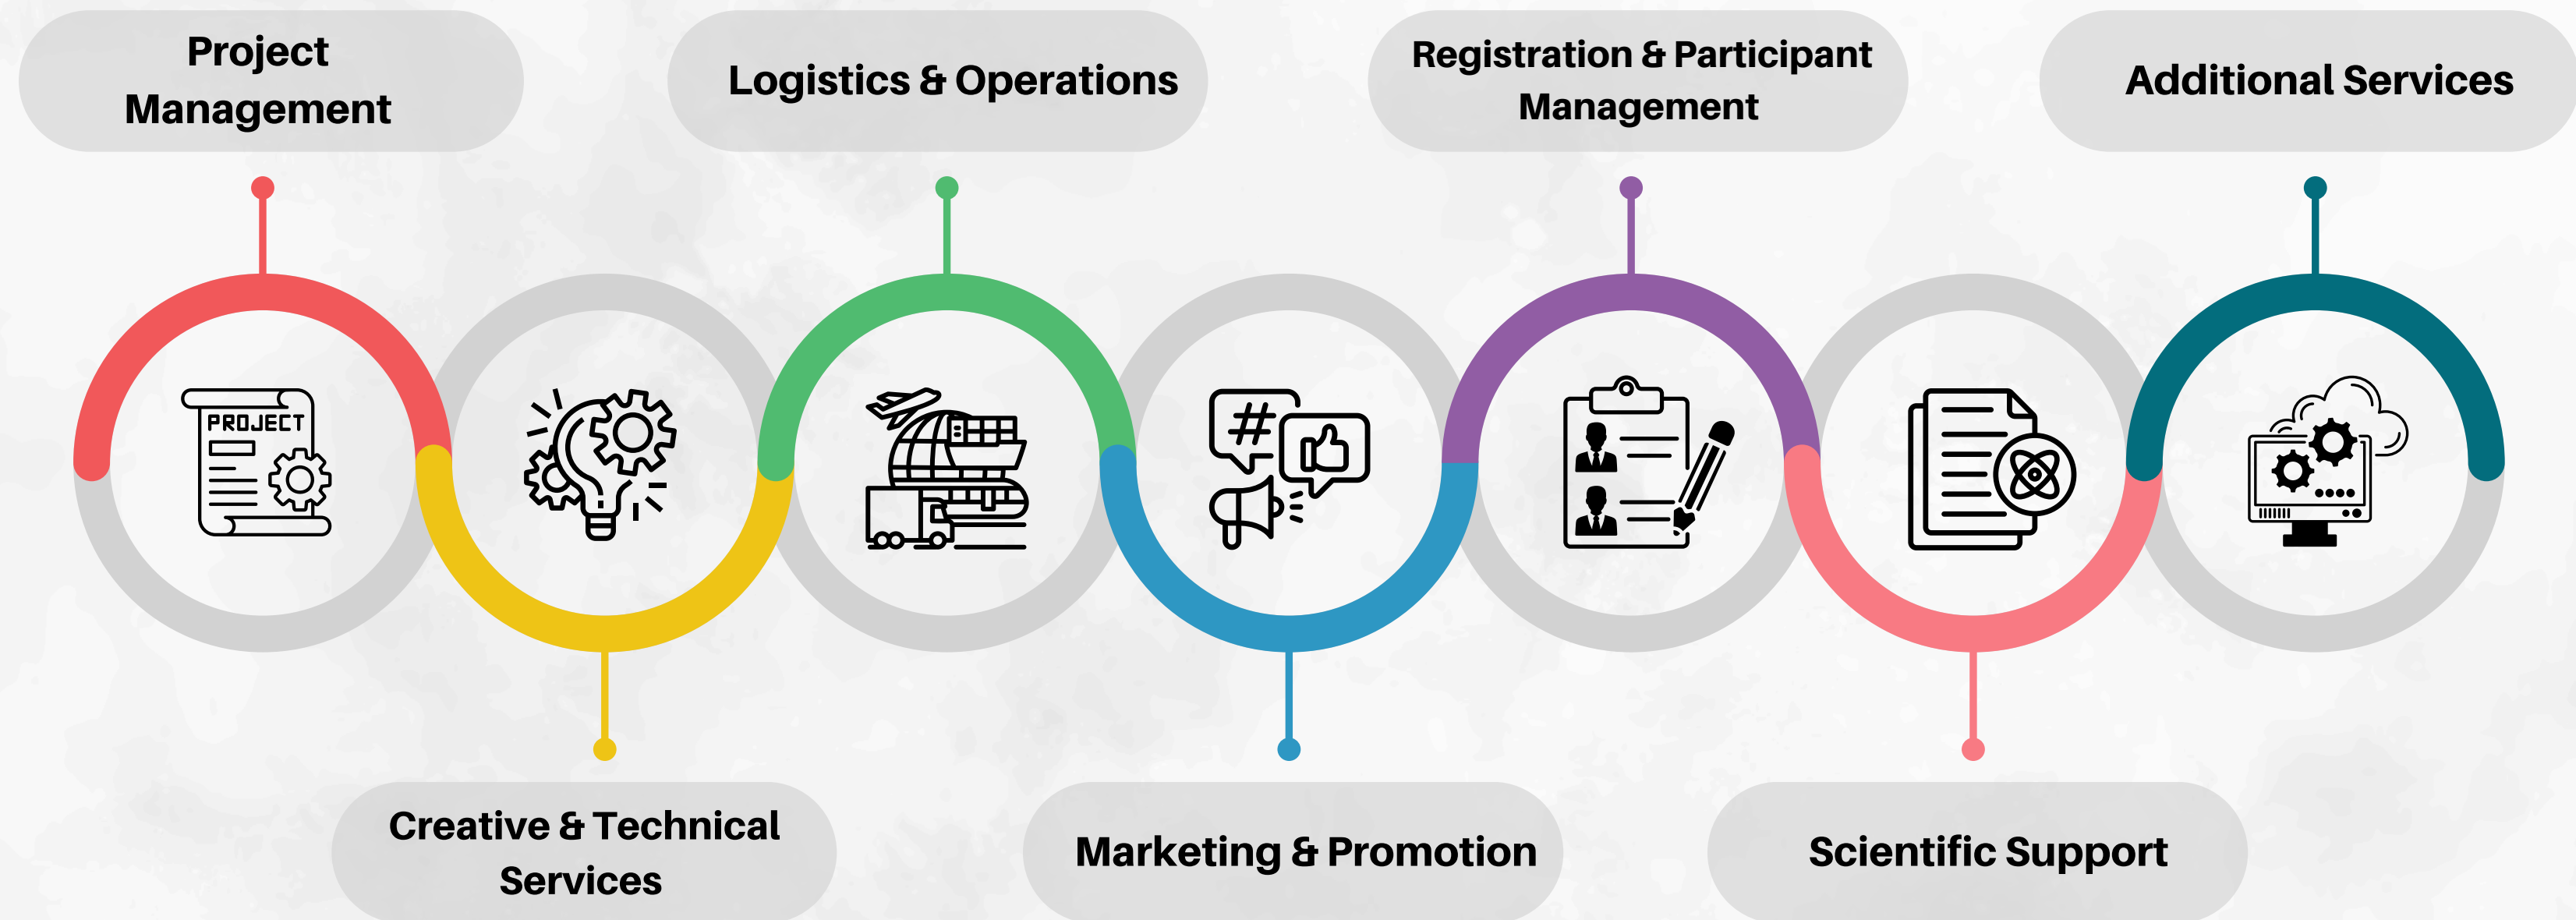 Project
Management
Logistics & Operations
Registration & Participant
Management
Additional Services
PROJECT
#
Creative & Technical
Services
Marketing & Promotion
Scientific Support